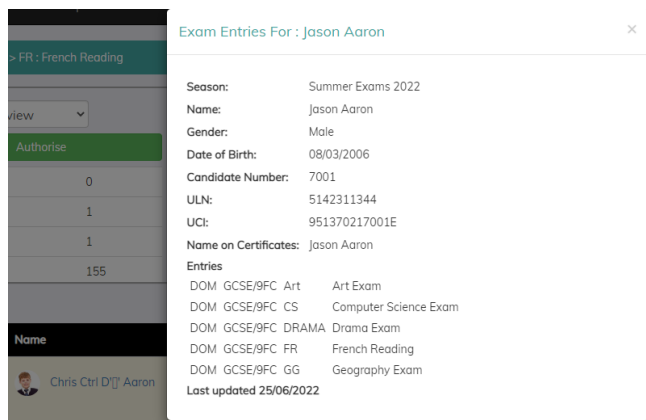 Exam Entries For : Jason Aaron ×
> FR : French Reading
Season: Summer Exams 2022
Name: Jason Aaron
Gender: Male
Date of Birth: 08/03/2006
Candidate Number: 7001
ULN: 5142311344
UCI: 951370217001E
Name on Certificates: Jason Aaron
Entries
DOM GCSE/9FC Art Art Exam
DOM GCSE/9FC CS Computer Science Exam
DOM GCSE/9FC DRAMA Drama Exam
DOM GCSE/9FC FR French Reading
DOM GCSE/9FC GG Geography Exam
Last updated 25/06/2022
Authorise
0
1
1
155
Name
Chris Ctrl Aaron